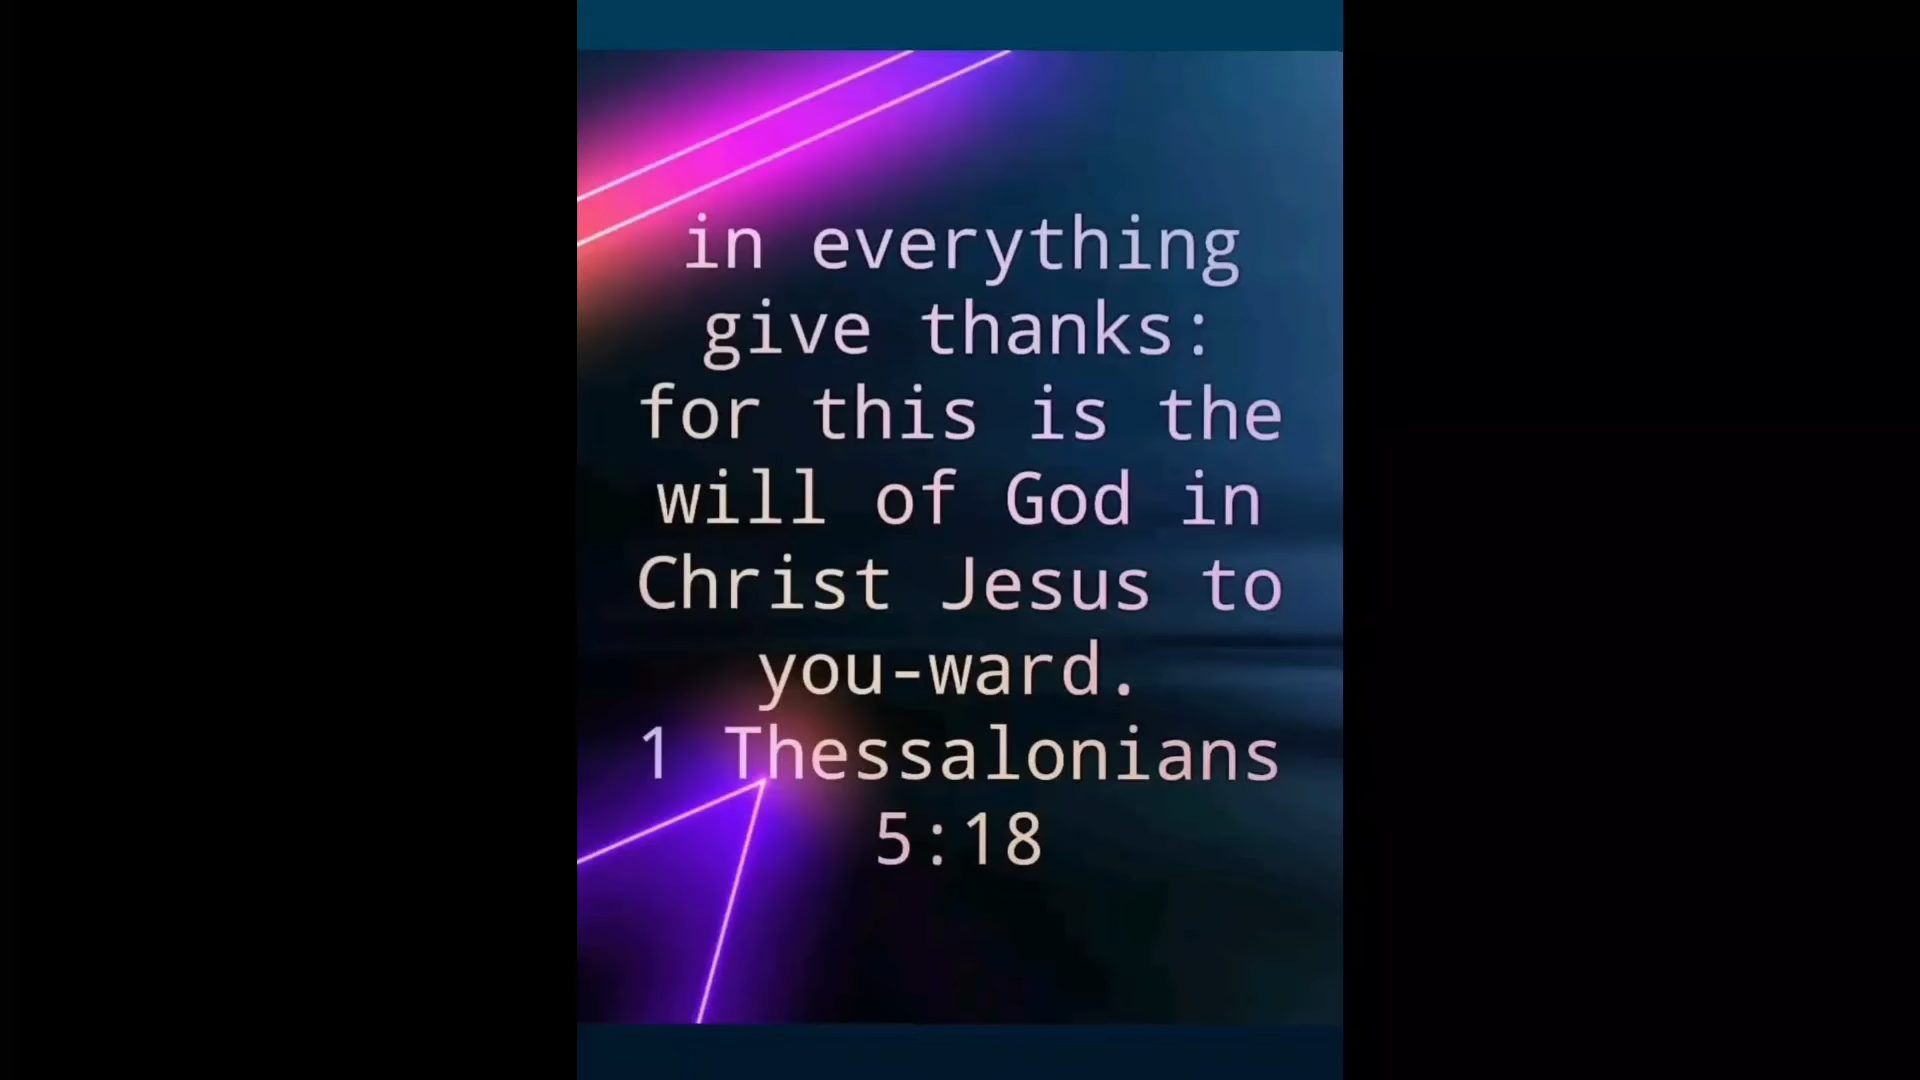 in everything
give thanks:
for this is the
will of God in
Christ Jesus to
you-ward.
1 Thessalonians
5:18